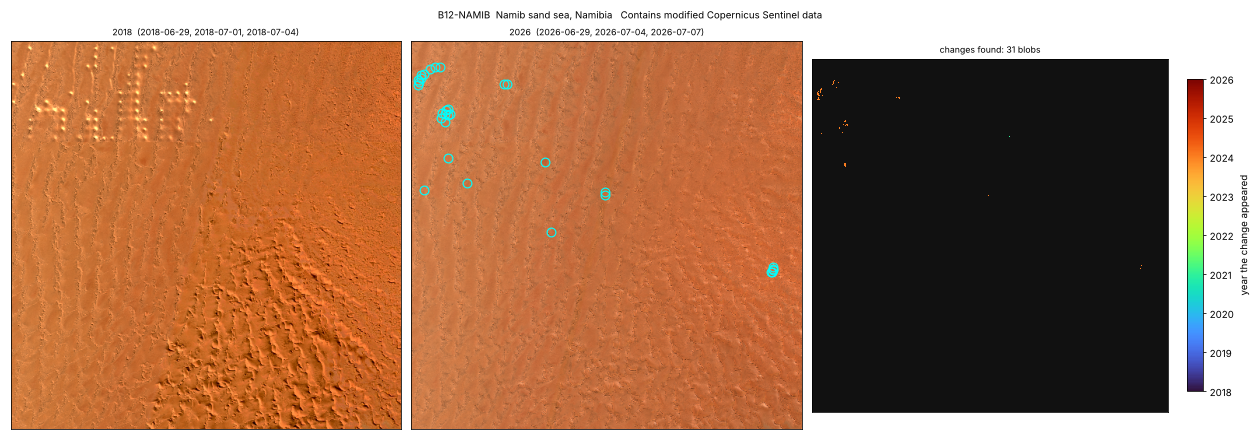 B12-NAMIB  Namib sand sea, Namibia   Contains modified Copernicus Sentinel data
2018  (2018-06-29, 2018-07-01, 2018-07-04)
2026  (2026-06-29, 2026-07-04, 2026-07-07)
changes found: 31 blobs
2026
2025
2024
2023
2022
2021
2020
2019
2018
year the change appeared